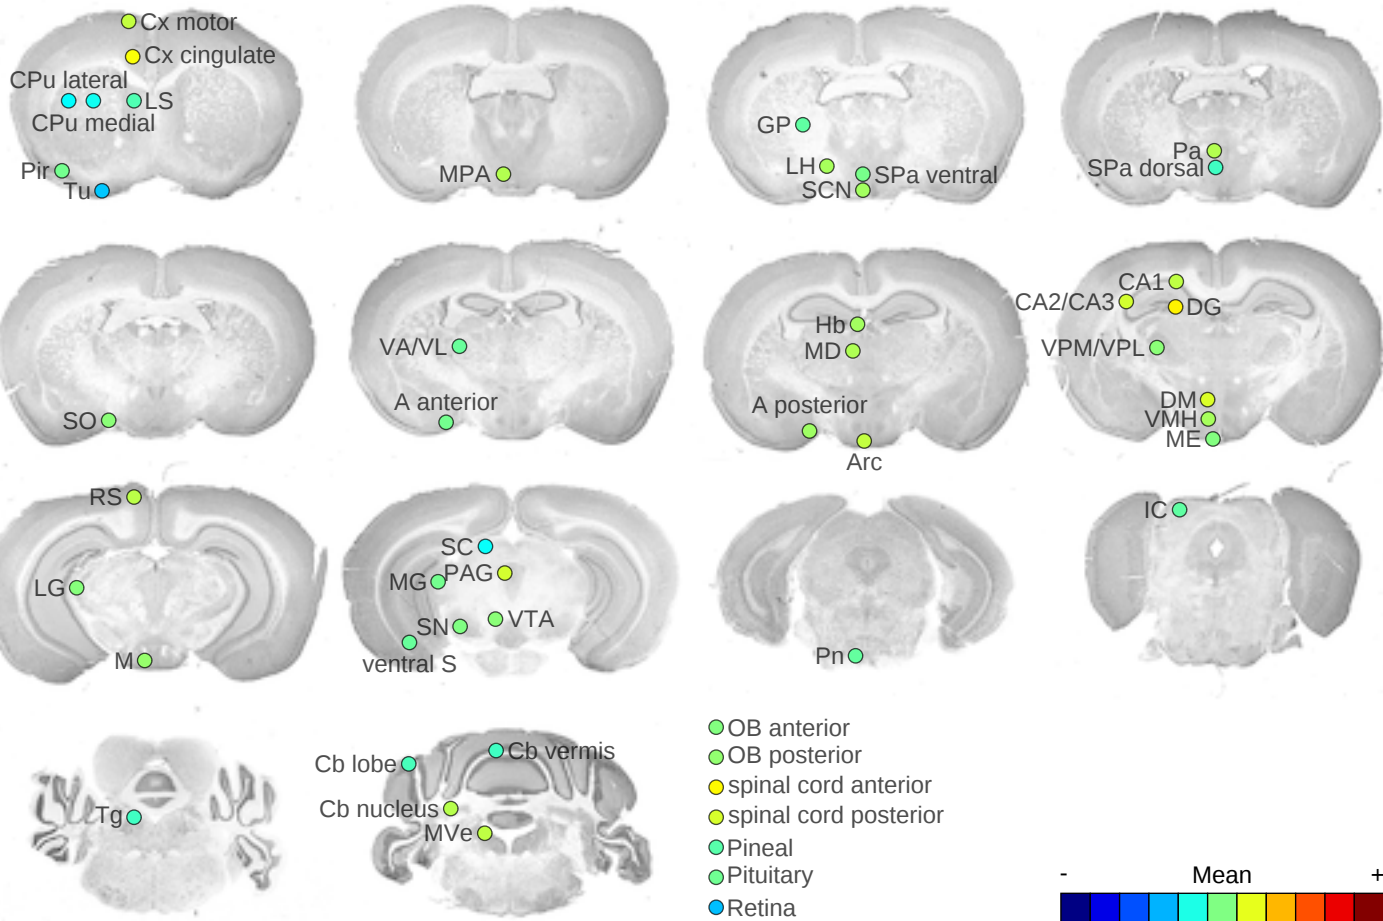 Cx motor
Cx cingulate
CPu lateral
LS
CPu medial
Pir
Tu
MPA
GP
LH
SPa ventral
SCN
Pa
SPa dorsal
SO
VA/VL
A anterior
Hb
MD
A posterior
Arc
CA1
CA2/CA3
DG
VPM/VPL
DM
VMH
ME
RS
LG
M
SC
PAG
MG
VTA
SN
ventral S
Pn
IC
Tg
Cb lobe
Cb vermis
Cb nucleus
MVe
OB anterior
OB posterior
spinal cord anterior
spinal cord posterior
Pineal
Pituitary
Retina
- Mean +